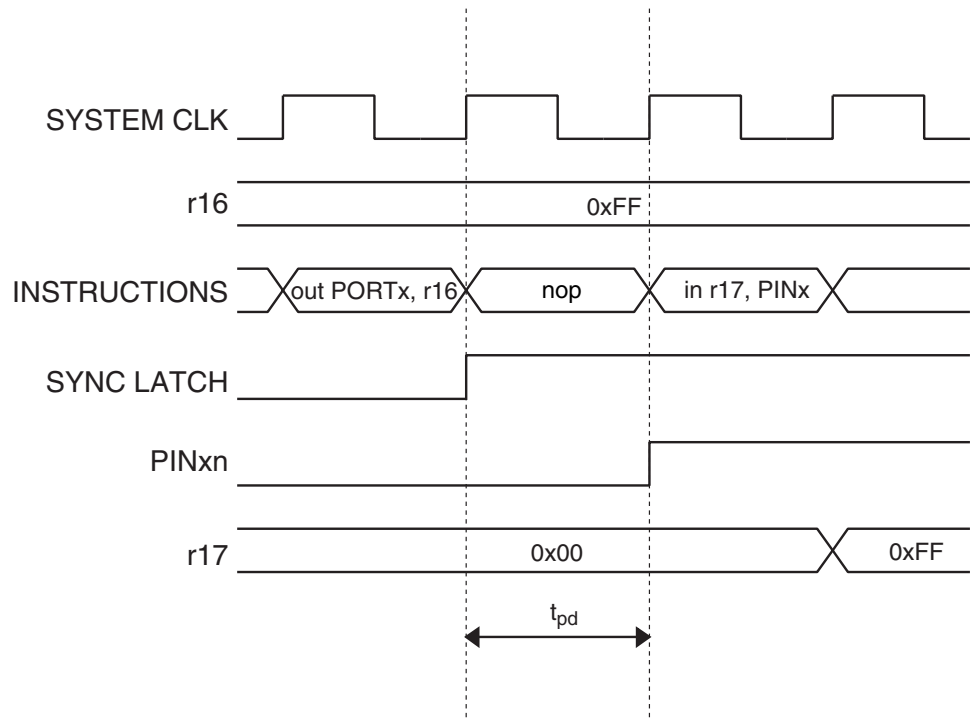 SYSTEM CLK
r16
0xFF
INSTRUCTIONS
out PORTx, r16
nop
in r17, PINx
SYNC LATCH
PINxn
r17
0x00
0xFF
tpd